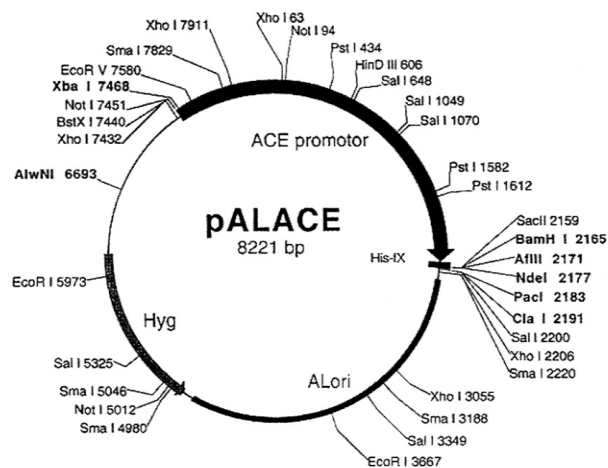 Xho I 7911
Sma I 7829
EcoR V 7580
Xba I 7468
Not I 7451
BstX I 7440
Xho I 7432
AlwNI 6693
EcoR I 5973
Sal I 5325
Sma I 5046
Not I 5012
Sma I 4980
Xho I 63
Not I 94
Pst I 434
HinD III 606
Sal I 648
Sal I 1049
Sal I 1070
Pst I 1582
Pst I 1612
SacII 2159
BamH I 2165
AflII 2171
NdeI 2177
PacI 2183
Cla I 2191
Sal I 2200
Xho I 2206
Sma I 2220
Xho I 3055
Sma I 3188
Sal I 3349
EcoR I 3667
ACE promotor
pALACE
8221 bp
His-IX
Hyg
ALori